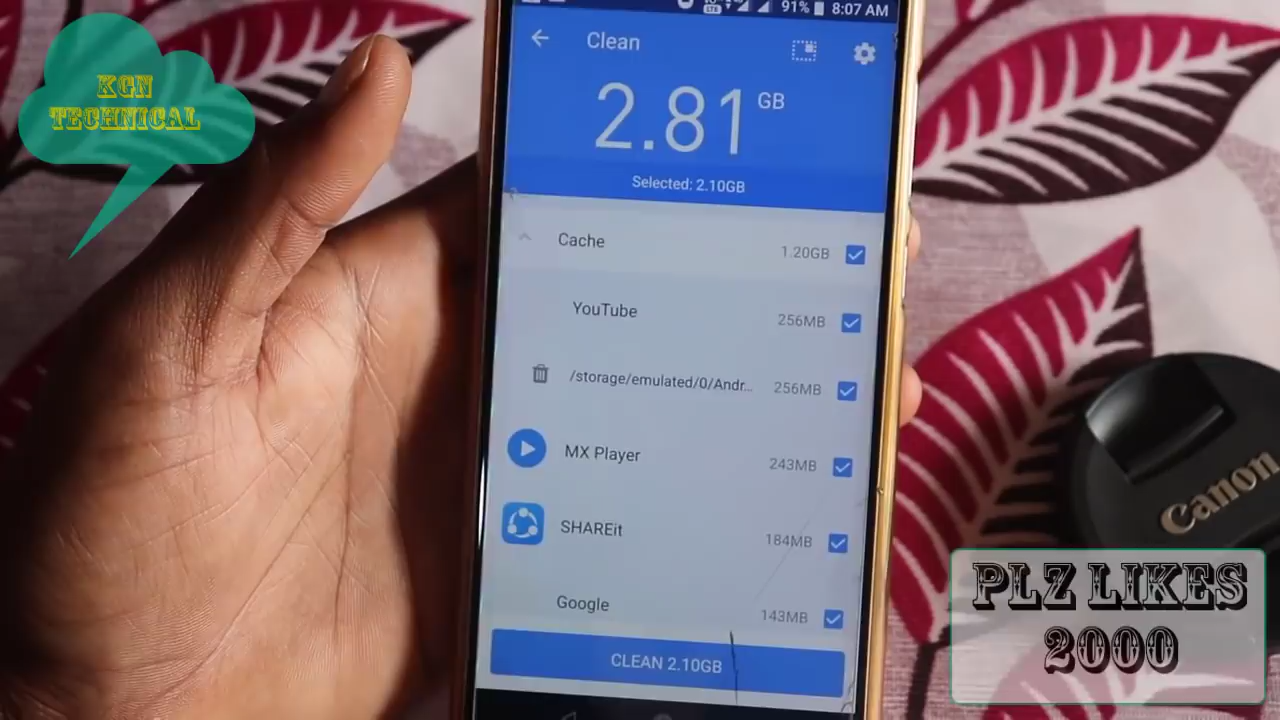 KGN
TECHNICAL
91% 8:07 AM
Clean
2.81 GB
Selected: 2.10GB
Cache 1.20GB
YouTube 256MB
/storage/emulated/0/Andr... 256MB
MX Player 243MB
SHAREit 184MB
Google 143MB
CLEAN 2.10GB
Canon
PLZ LIKES
2000